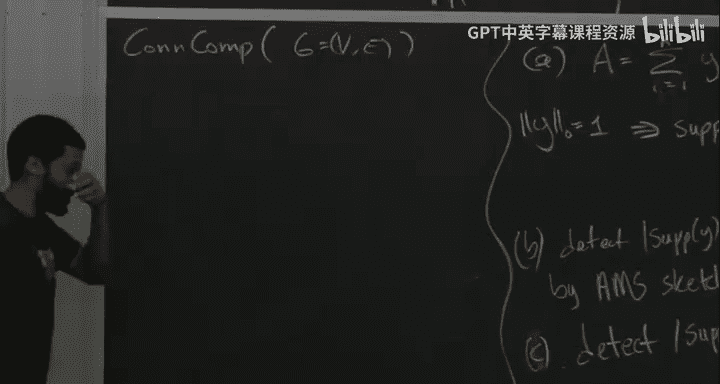 GPT中英字幕课程资源 bilibili
ConnComp( G=(V,E) )
(a) A = Σ y
i=1
||y||₀=1 ⇒ supp
(b) detect |supp(y)
by AMS sketch
(c). detect |sup